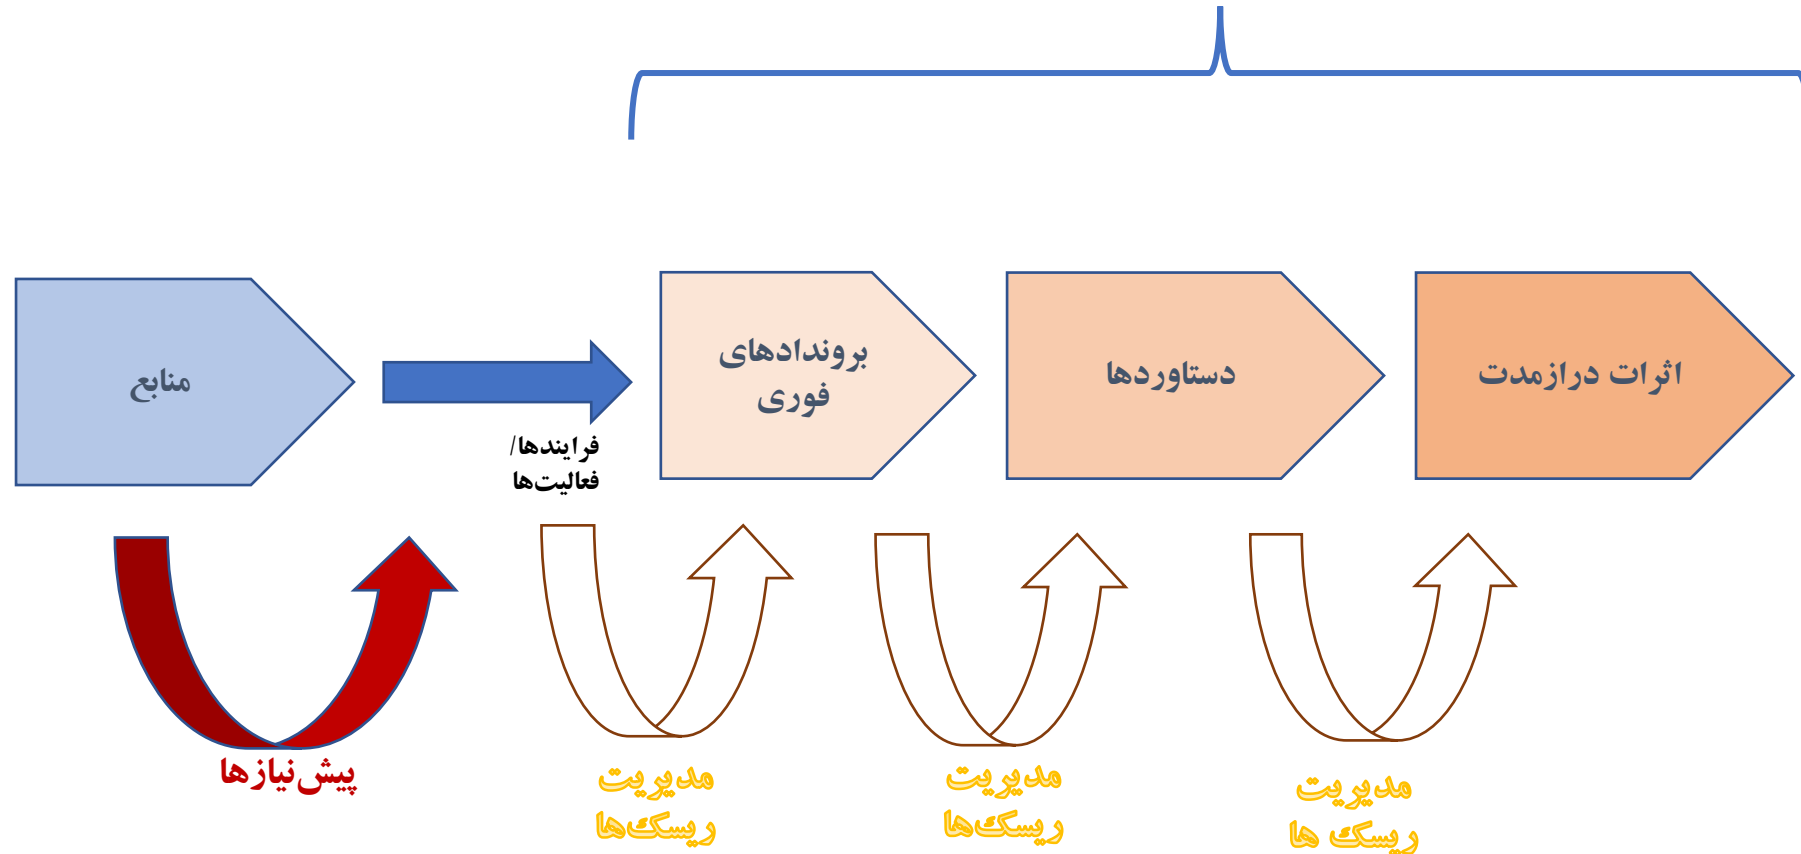 منابع
فرایندها/
فعالیت‌ها
بروندادهای
فوری
دستاوردها
اثرات درازمدت
پیش‌نیازها
مدیریت
ریسک‌ها
مدیریت
ریسک‌ها
مدیریت
ریسک ها